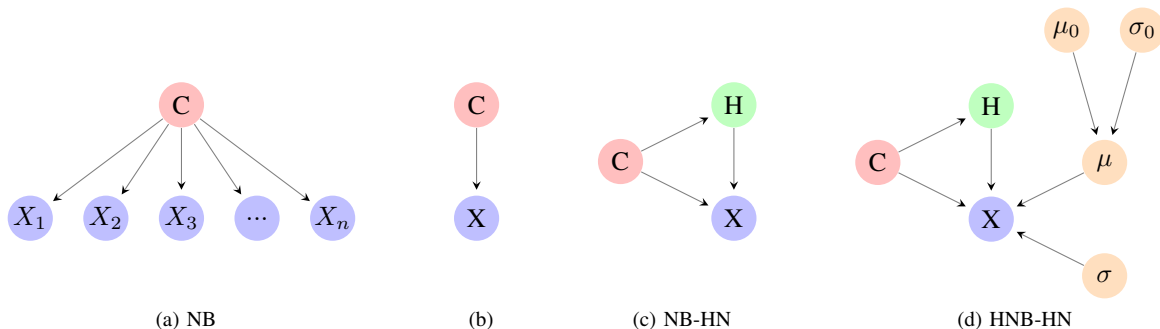 C
X₁ X₂ X₃ ... Xₙ
(a) NB
C
X
(b)
H
C
X
(c) NB-HN
μ₀ σ₀
H
C μ
X
σ
(d) HNB-HN